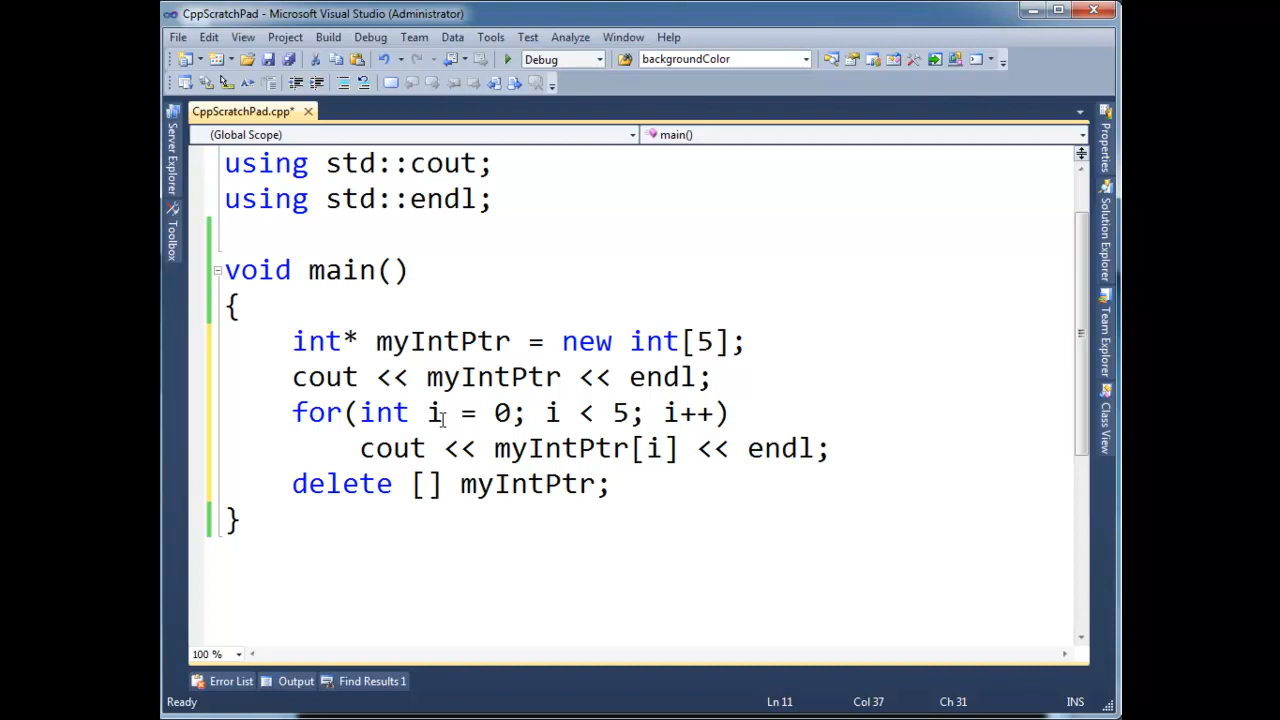 CppScratchPad - Microsoft Visual Studio (Administrator)
File Edit View Project Build Debug Team Data Tools Test Analyze Window Help
Debug backgroundColor
CppScratchPad.cpp*
(Global Scope) main()
using std::cout;
using std::endl;
void main()
{
int* myIntPtr = new int[5];
cout << myIntPtr << endl;
for(int i = 0; i < 5; i++)
cout << myIntPtr[i] << endl;
delete [] myIntPtr;
}
Server Explorer
Toolbox
Properties
Solution Explorer
Team Explorer
Class View
100 %
Error List Output Find Results 1
Ready Ln 11 Col 37 Ch 31 INS